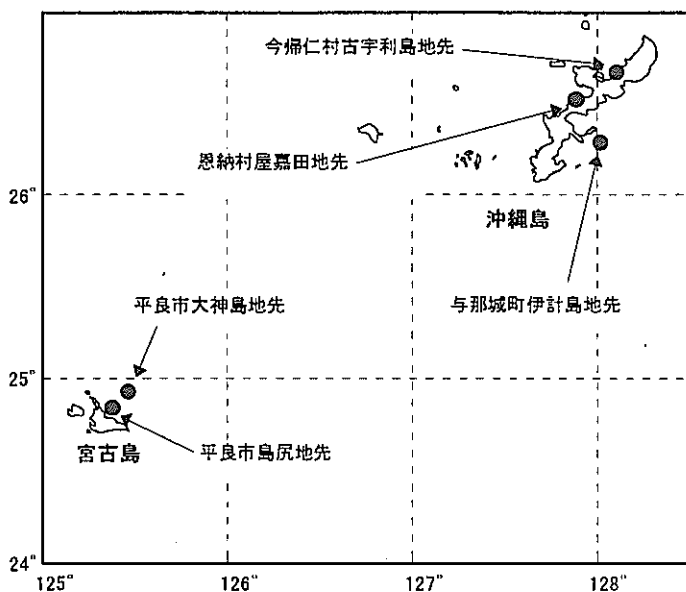 今帰仁村古宇利島地先
恩納村屋嘉田地先
26°
沖縄島
平良市大神島地先
与那城町伊計島地先
25°
宮古島
平良市島尻地先
24°
125°
126°
127°
128°